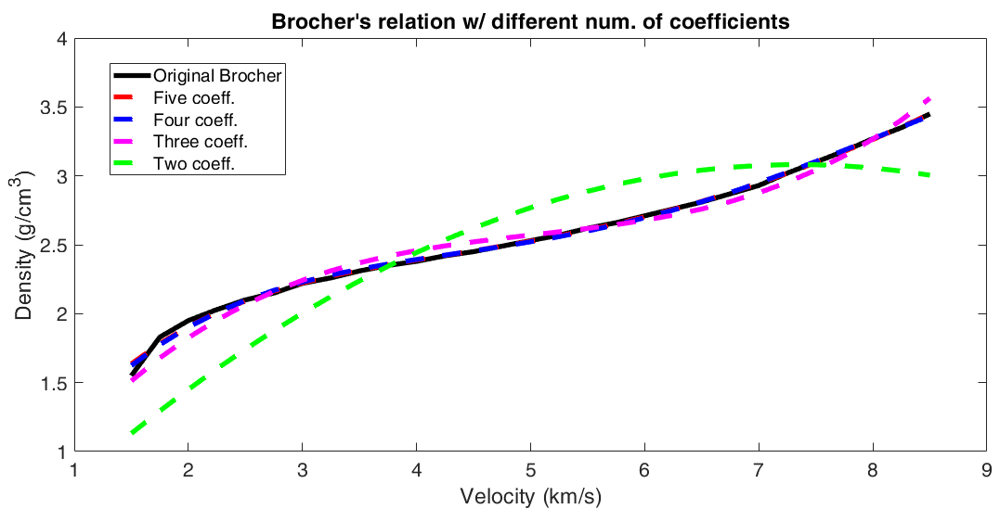 Brocher's relation w/ different num. of coefficients
Original Brocher
Five coeff.
Four coeff.
Three coeff.
Two coeff.
4
3.5
3
2.5
2
1.5
1
Density (g/cm³)
1 2 3 4 5 6 7 8 9
Velocity (km/s)